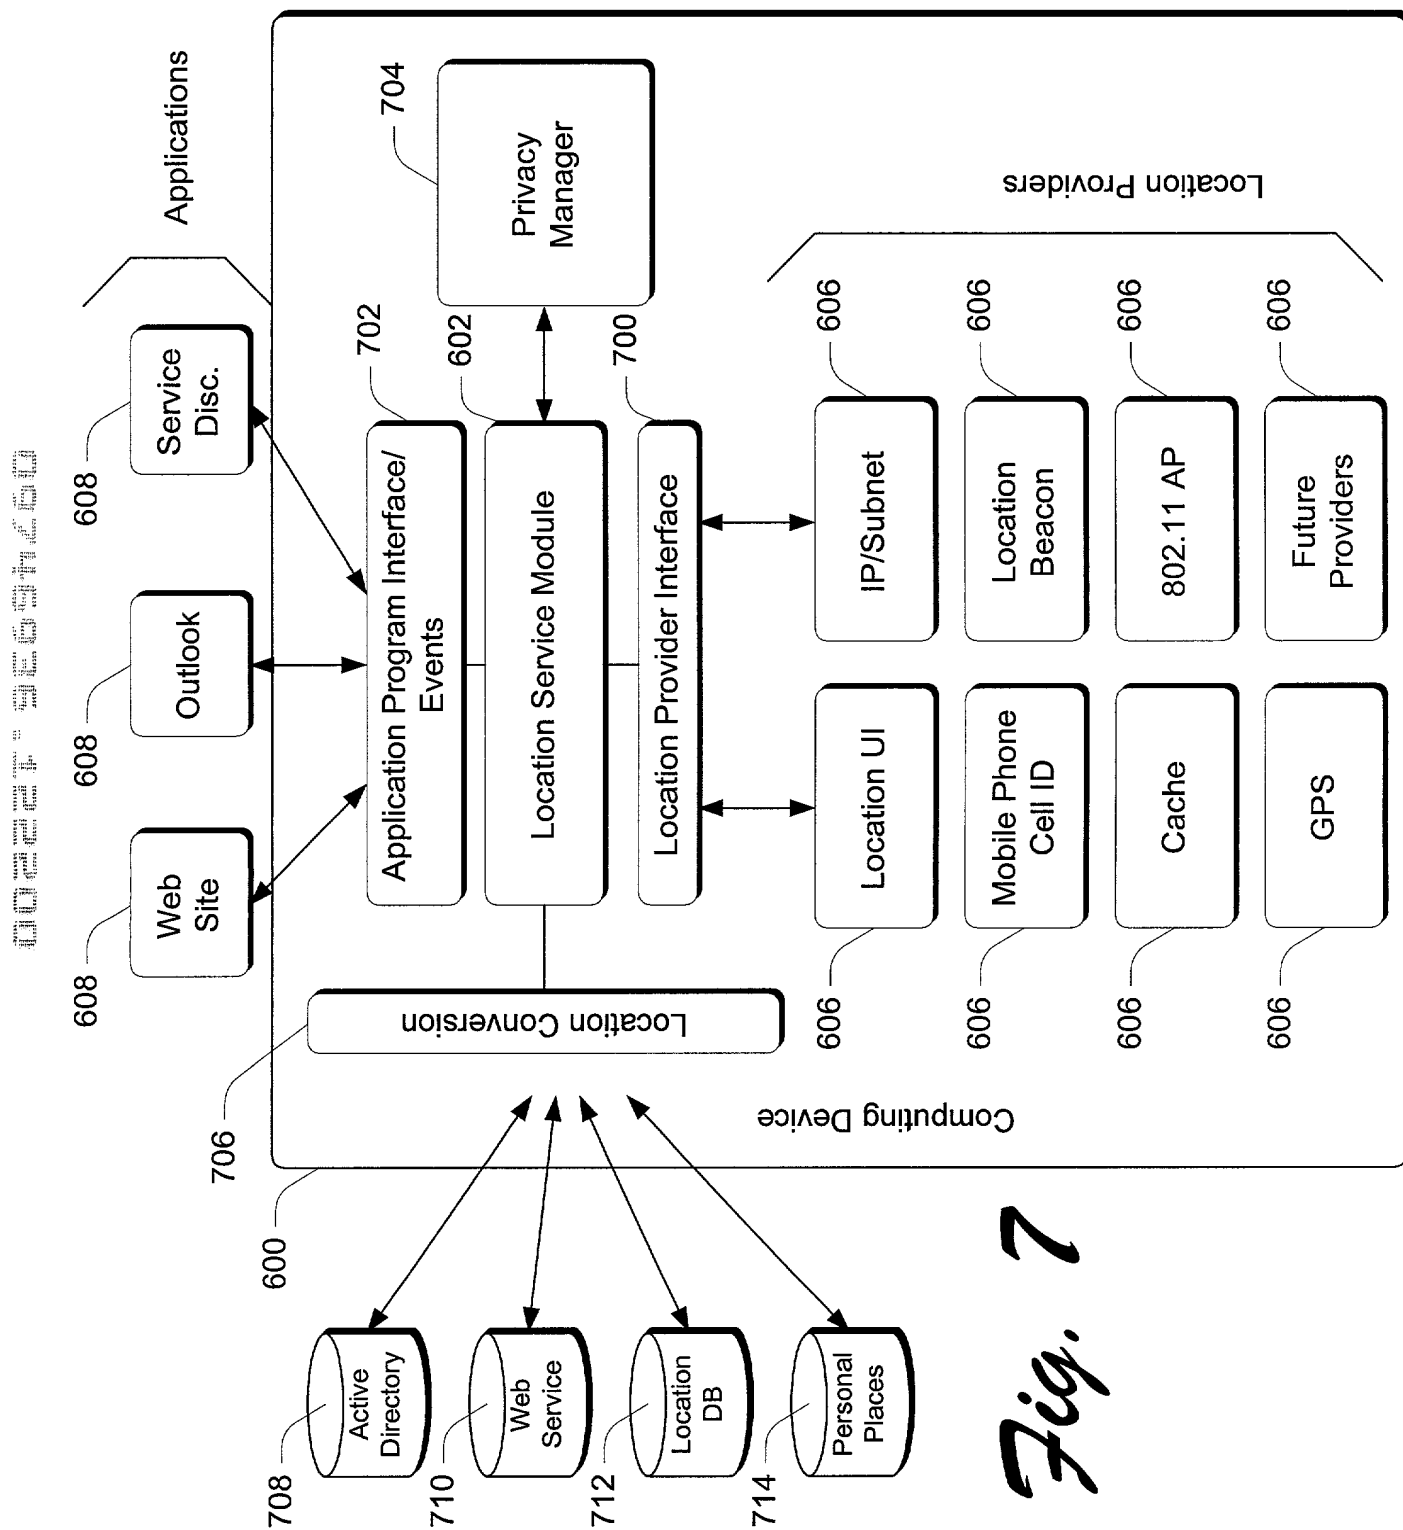 Applications
608
608
608
Web
Site
Outlook
Service
Disc.
600
706
702
Application Program Interface/
Events
602
Location Service Module
700
Location Provider Interface
704
Privacy
Manager
Location Conversion
708
Active
Directory
710
Web
Service
712
Location
DB
714
Personal
Places
Computing Device
606
Location UI
IP/Subnet
606
606
Mobile Phone
Cell ID
Location
Beacon
606
606
Cache
802.11 AP
606
606
GPS
Future
Providers
606
Location Providers
Fig. 7